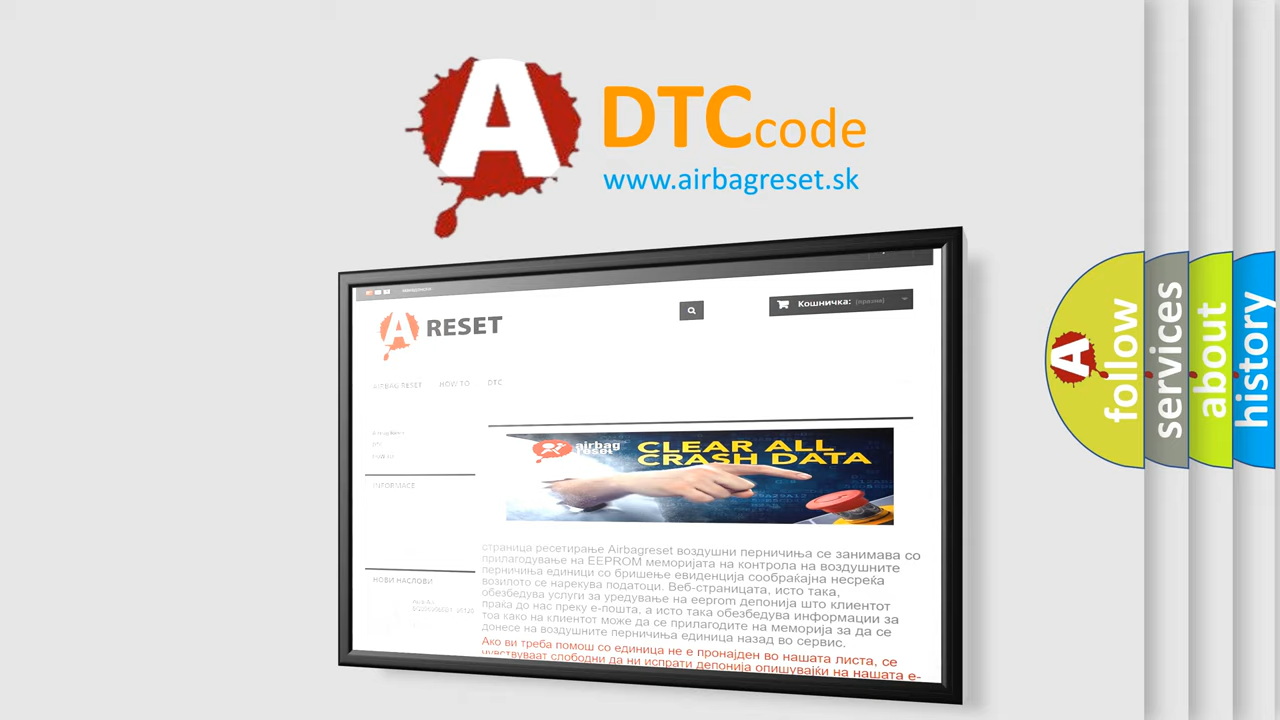 A
DTCcode
www.airbagreset.sk
A RESET
Кошничка: (празни)
AIRBAG RESET HOW TO DTC
airbag
reset
CLEAR ALL
CRASH DATA
INFORMACE
страница ресетирање Airbagreset воздушни перничиња се занимава со
прилагодување на EEPROM меморијата на контрола на воздушните
перничиња единици со бришење евиденција сообраќајна несреќа
возилото се нарекува податоци. Веб-страницата, исто така,
обезбедува услуги за уредување на eeprom депонија што клиентот
праќа до нас преку е-пошта, а исто така обезбедува информации за
тоа како на клиентот може да се прилагодите на меморија за да се
донесе на воздушните перничиња единица назад во сервис.
НОВИ НАСЛОВИ
Ако ви треба помош со единица не е пронајден во нашата листа, се
чувствуваат слободни да ни испрати депонија опишувајќи на нашата е-
A
follow
services
about
history